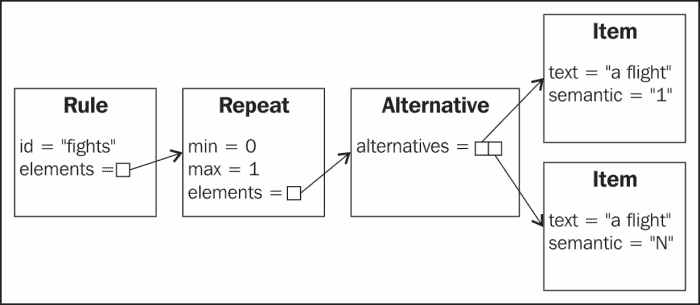 Rule
id = "fights"
elements =
Repeat
min = 0
max = 1
elements =
Alternative
alternatives =
Item
text = "a flight"
semantic = "1"
Item
text = "a flight"
semantic = "N"